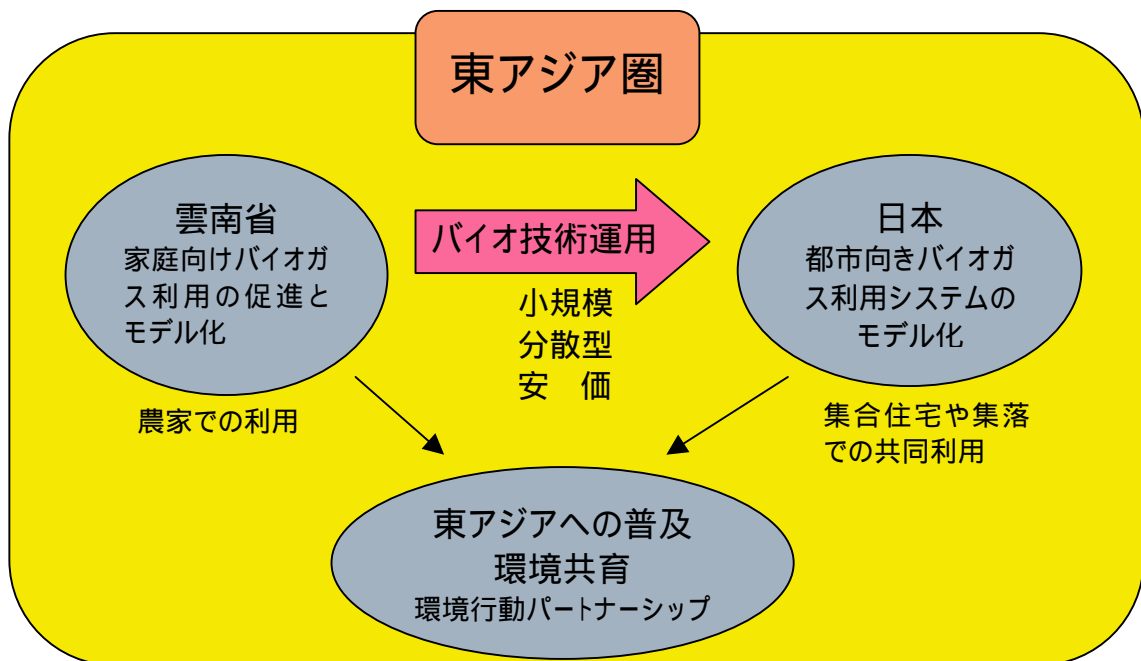 東アジア圏
雲南省
家庭向けバイオガ
ス利用の促進と
モデル化
農家での利用
バイオ技術運用
小規模
分散型
安　価
日本
都市向きバイオガ
ス利用システムの
モデル化
集合住宅や集落
での共同利用
東アジアへの普及
環境共育
環境行動パートナーシップ